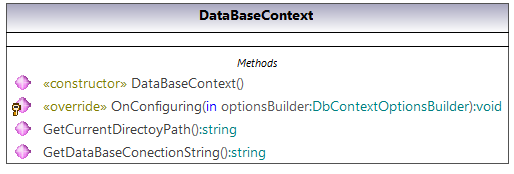 DataBaseContext
Methods
«constructor» DataBaseContext()
«override» OnConfiguring(in optionsBuilder:DbContextOptionsBuilder):void
GetCurrentDirectoyPath():string
GetDataBaseConectionString():string